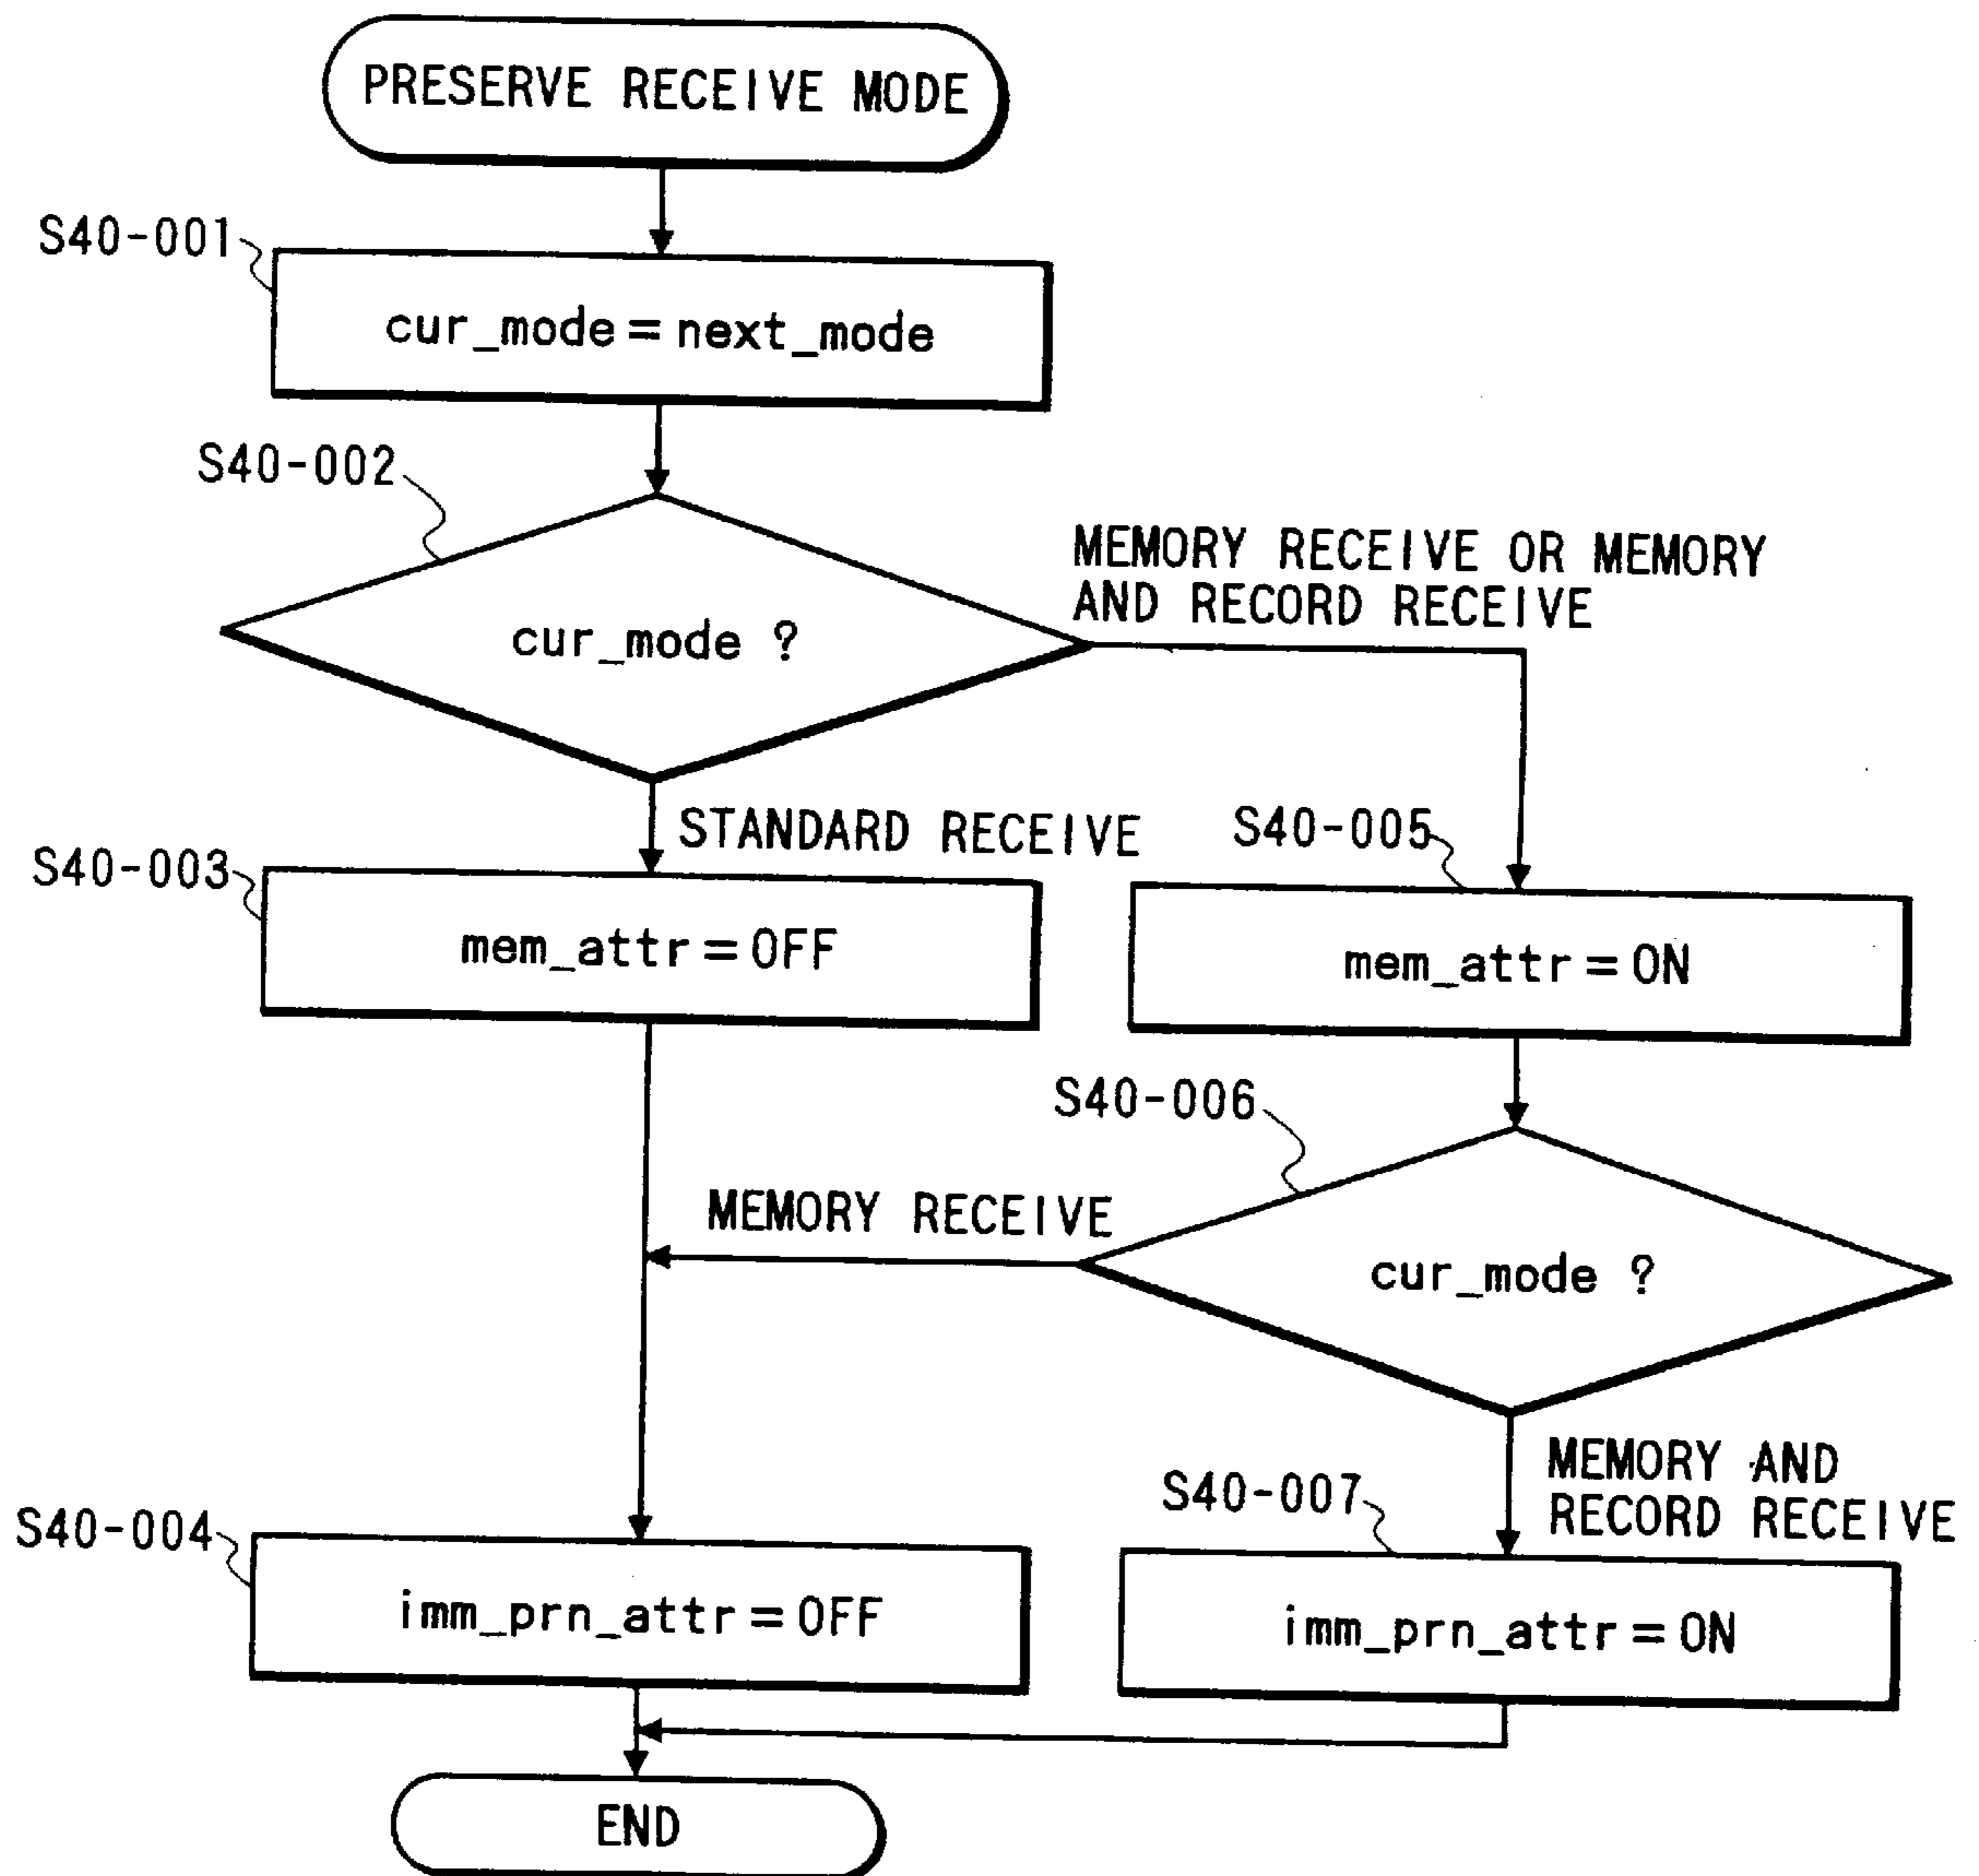 PRESERVE RECEIVE MODE
S40-001
cur_mode=next_mode
S40-002
MEMORY RECEIVE OR MEMORY
AND RECORD RECEIVE
cur_mode ?
STANDARD RECEIVE
S40-005
S40-003
mem_attr=OFF
mem_attr=ON
S40-006
MEMORY RECEIVE
cur_mode ?
MEMORY AND
RECORD RECEIVE
S40-007
S40-004
imm_prn_attr=OFF
imm_prn_attr=ON
END